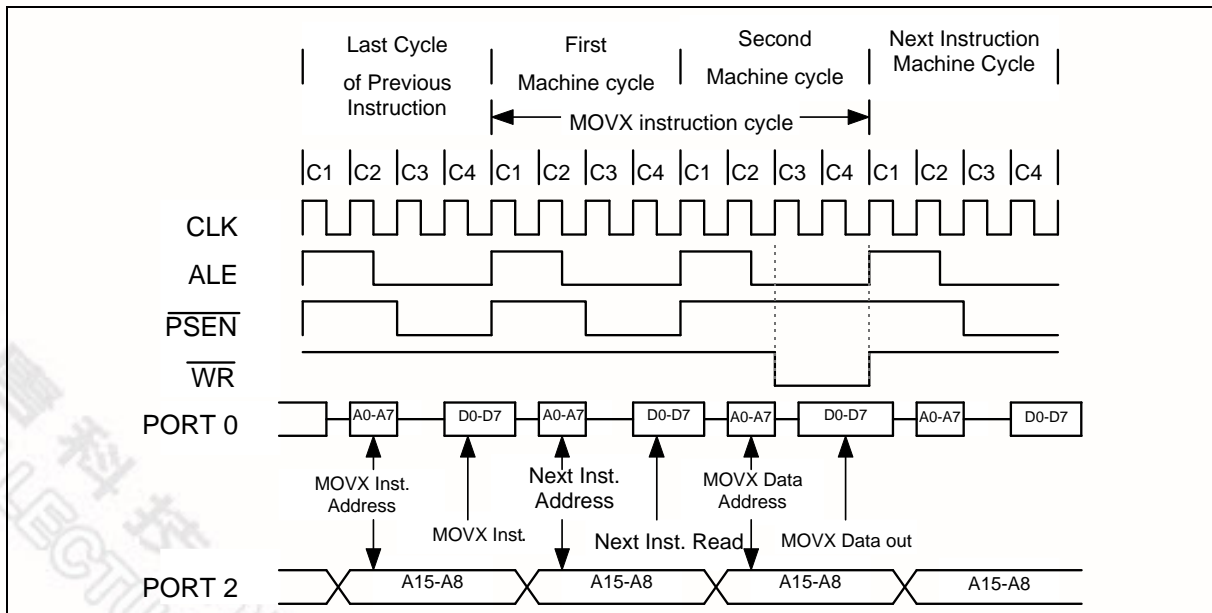 Last Cycle
of Previous
Instruction
First
Machine cycle
Second
Machine cycle
Next Instruction
Machine Cycle
MOVX instruction cycle
C1 C2 C3 C4 C1 C2 C3 C4 C1 C2 C3 C4 C1 C2 C3 C4
CLK
ALE
PSEN
WR
PORT 0
A0-A7 D0-D7 A0-A7 D0-D7 A0-A7 D0-D7 A0-A7 D0-D7
MOVX Inst.
Address
MOVX Inst.
Next Inst.
Address
Next Inst. Read
MOVX Data
Address
MOVX Data out
PORT 2
A15-A8 A15-A8 A15-A8 A15-A8
科技